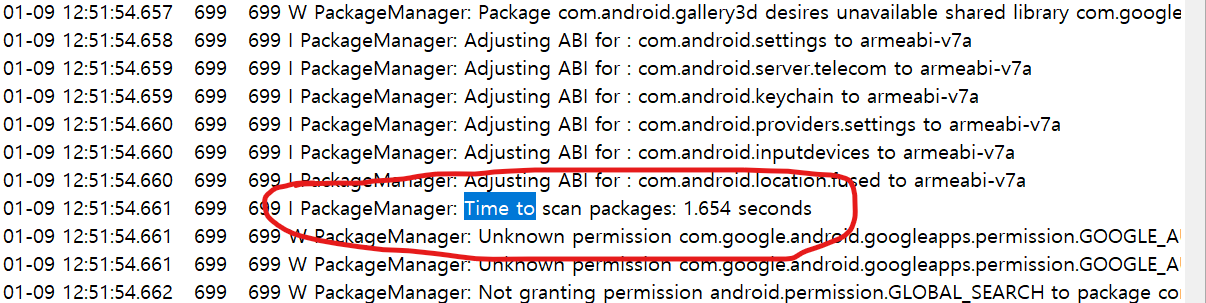 01-09 12:51:54.657 699 699 W PackageManager: Package com.android.gallery3d desires unavailable shared library com.google
01-09 12:51:54.658 699 699 I PackageManager: Adjusting ABI for : com.android.settings to armeabi-v7a
01-09 12:51:54.659 699 699 I PackageManager: Adjusting ABI for : com.android.server.telecom to armeabi-v7a
01-09 12:51:54.659 699 699 I PackageManager: Adjusting ABI for : com.android.keychain to armeabi-v7a
01-09 12:51:54.660 699 699 I PackageManager: Adjusting ABI for : com.android.providers.settings to armeabi-v7a
01-09 12:51:54.660 699 699 I PackageManager: Adjusting ABI for : com.android.inputdevices to armeabi-v7a
01-09 12:51:54.660 699 699 I PackageManager: Adjusting ABI for : com.android.location.fused to armeabi-v7a
01-09 12:51:54.661 699 699 I PackageManager: Time to scan packages: 1.654 seconds
01-09 12:51:54.661 699 699 W PackageManager: Unknown permission com.google.android.googleapps.permission.GOOGLE_AU
01-09 12:51:54.661 699 699 W PackageManager: Unknown permission com.google.android.googleapps.permission.GOOGLE_AU
01-09 12:51:54.662 699 699 W PackageManager: Not granting permission android.permission.GLOBAL_SEARCH to package co